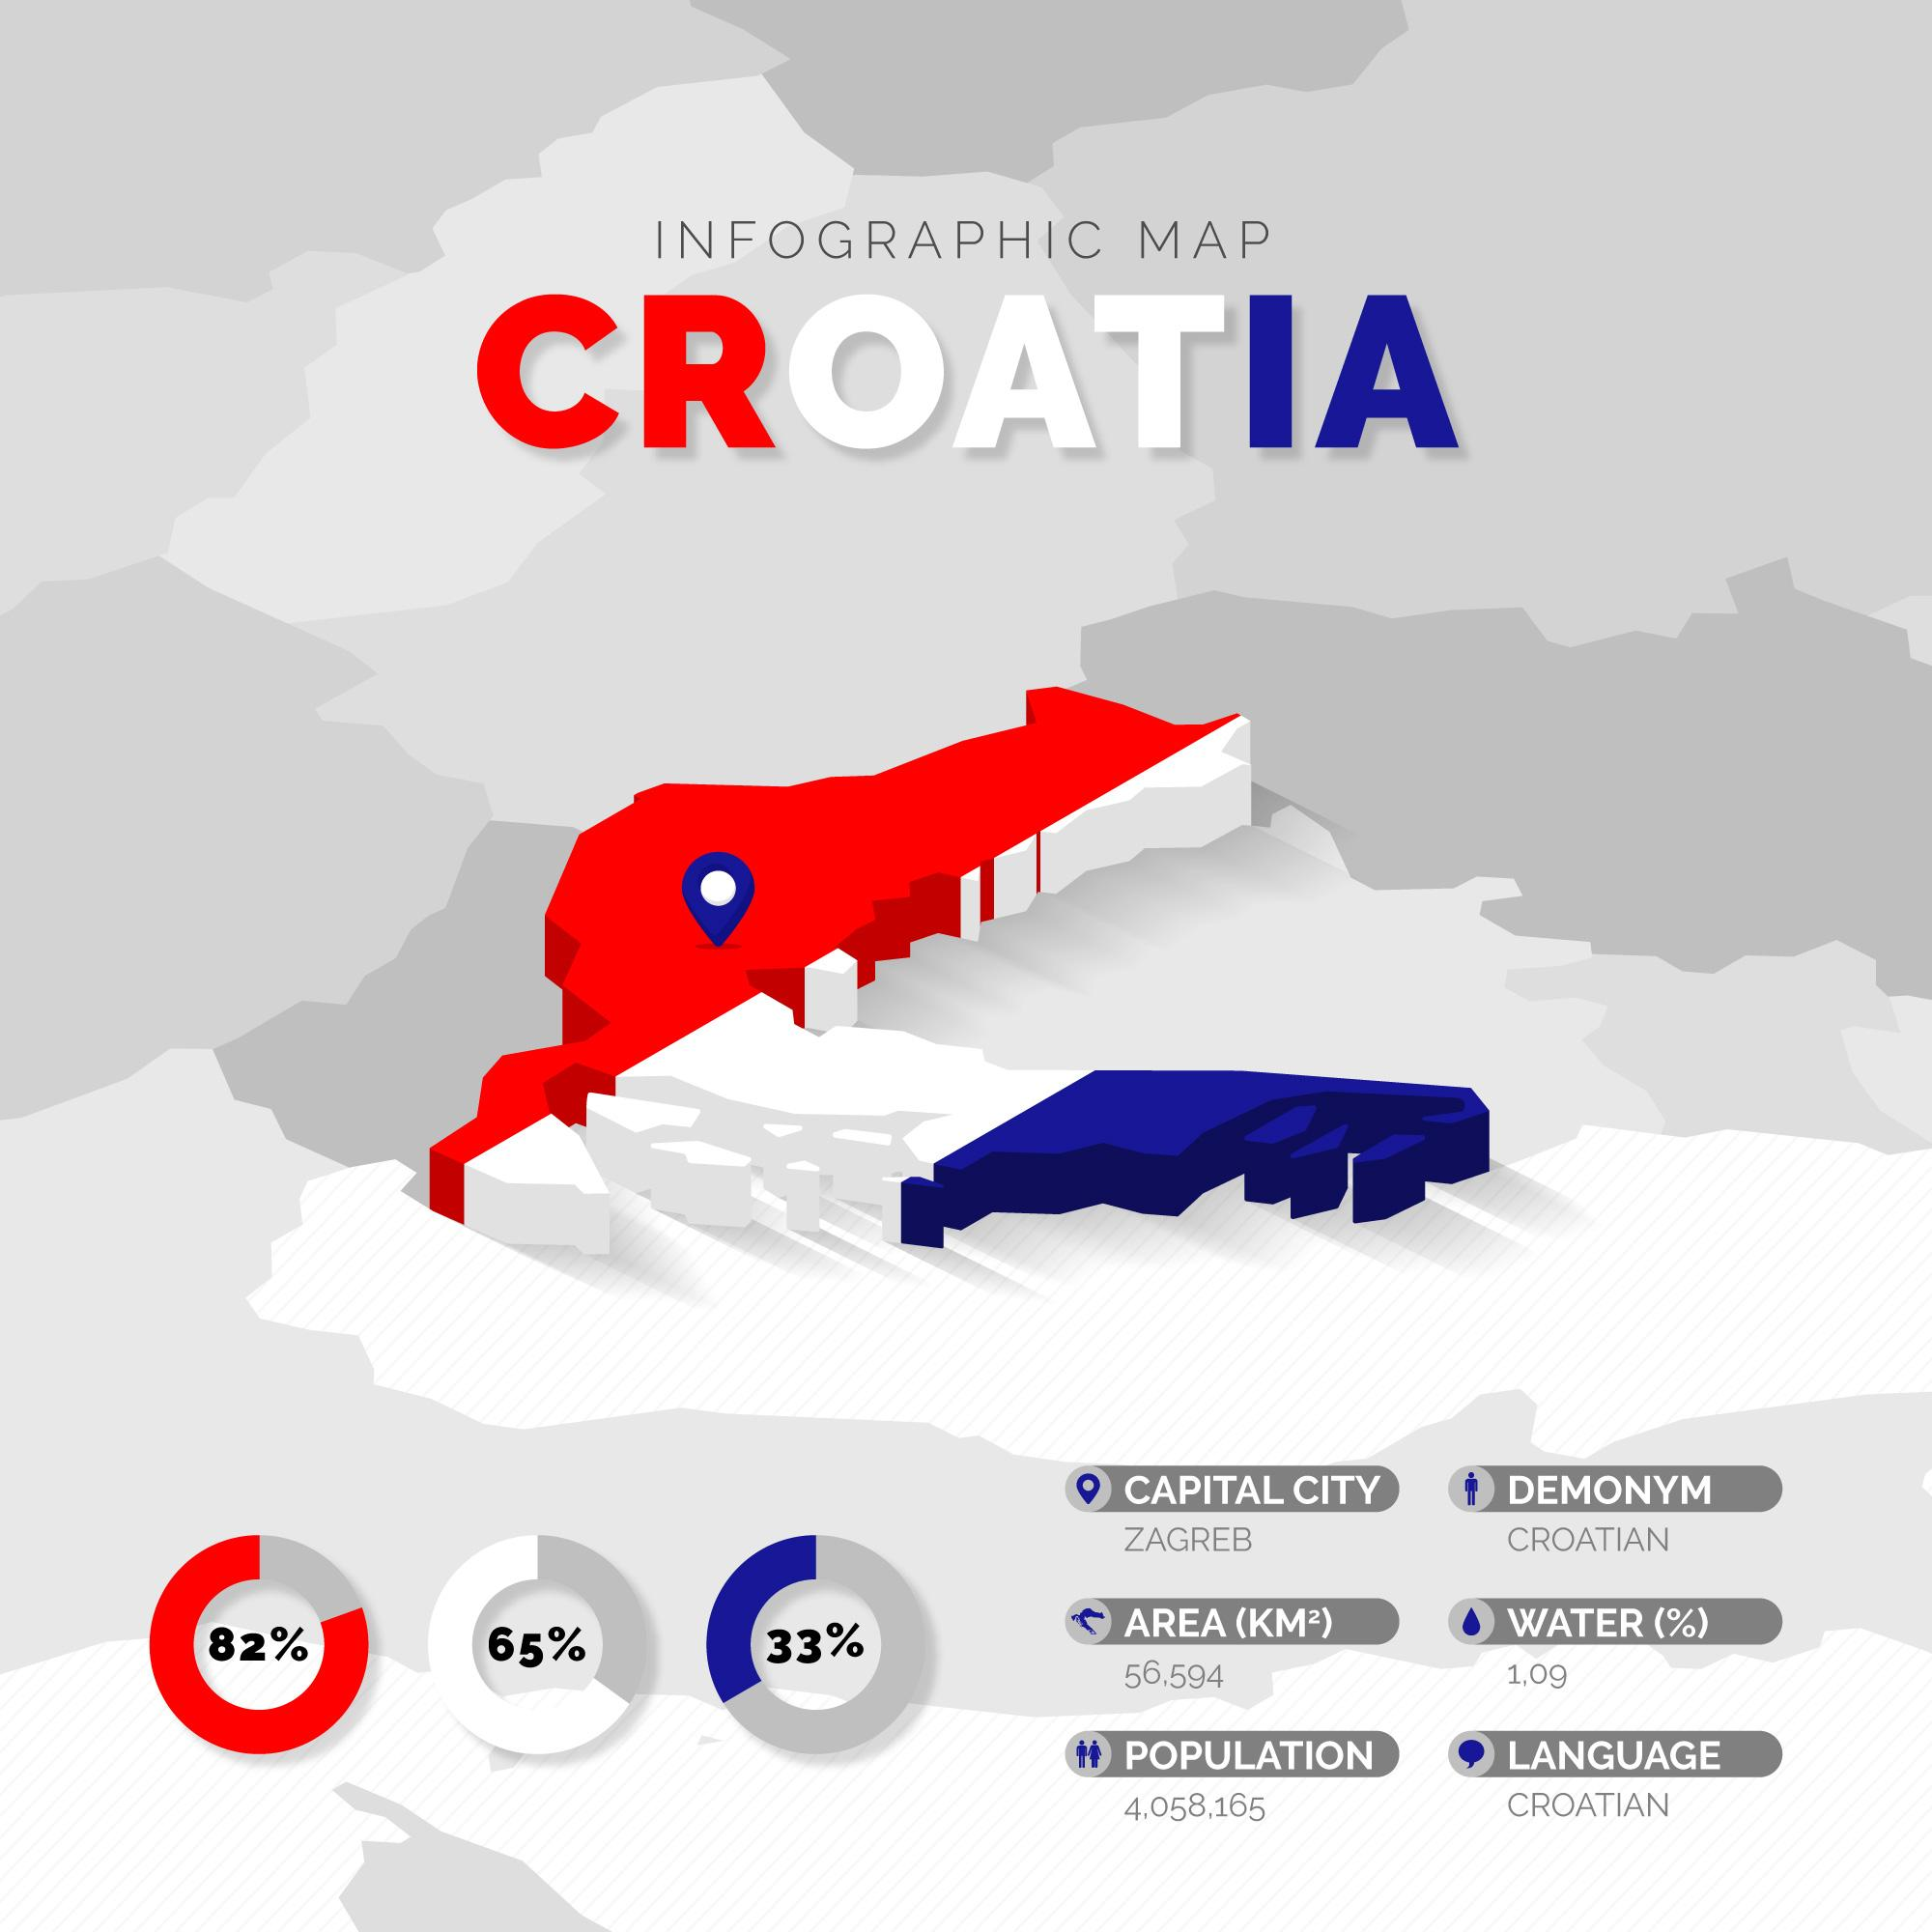 INFOGRAPHIC MAP
CROATIA
82%
65%
33%
CAPITAL CITY
ZAGREB
DEMONYM
CROATIAN
AREA (KM²)
56,594
WATER (%)
1,09
POPULATION
4,058,165
LANGUAGE
CROATIAN